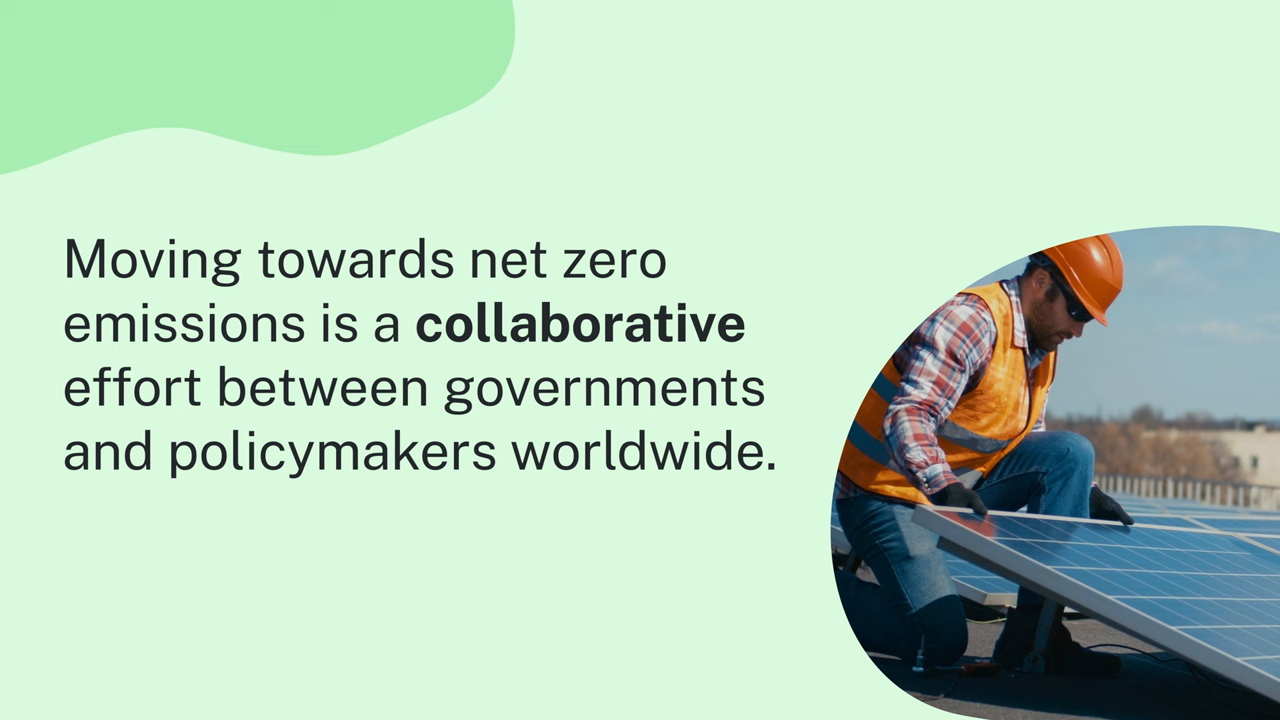 Moving towards net zero
emissions is a collaborative
effort between governments
and policymakers worldwide.